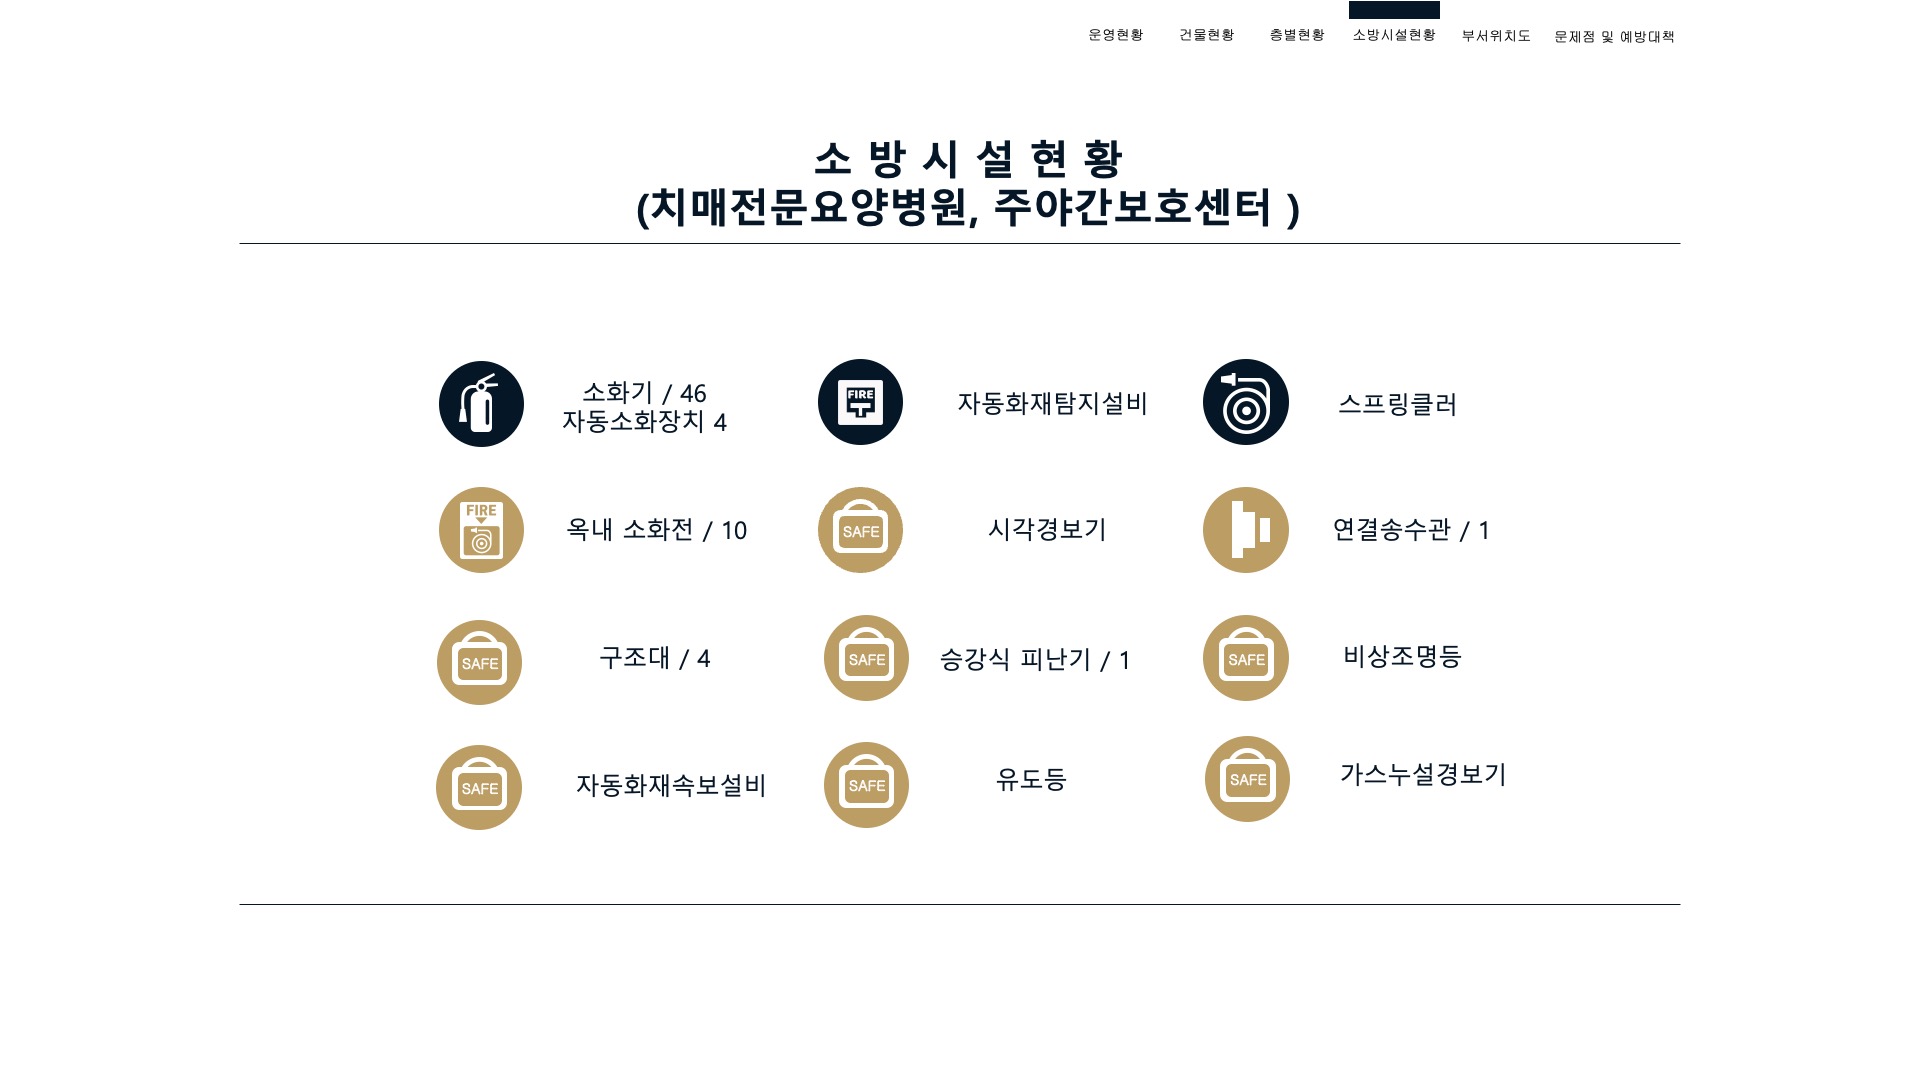 운영현황 건물현황 층별현황 소방시설현황 부서위치도 문제점 및 예방대책
소 방 시 설 현 황
(치매전문요양병원, 주야간보호센터 )
소화기 / 46
자동소화장치 4
FIRE
자동화재탐지설비
스프링클러
FIRE
옥내 소화전 / 10
SAFE
시각경보기
연결송수관 / 1
SAFE
구조대 / 4
SAFE
승강식 피난기 / 1
SAFE
비상조명등
SAFE
자동화재속보설비
SAFE
유도등
SAFE
가스누설경보기